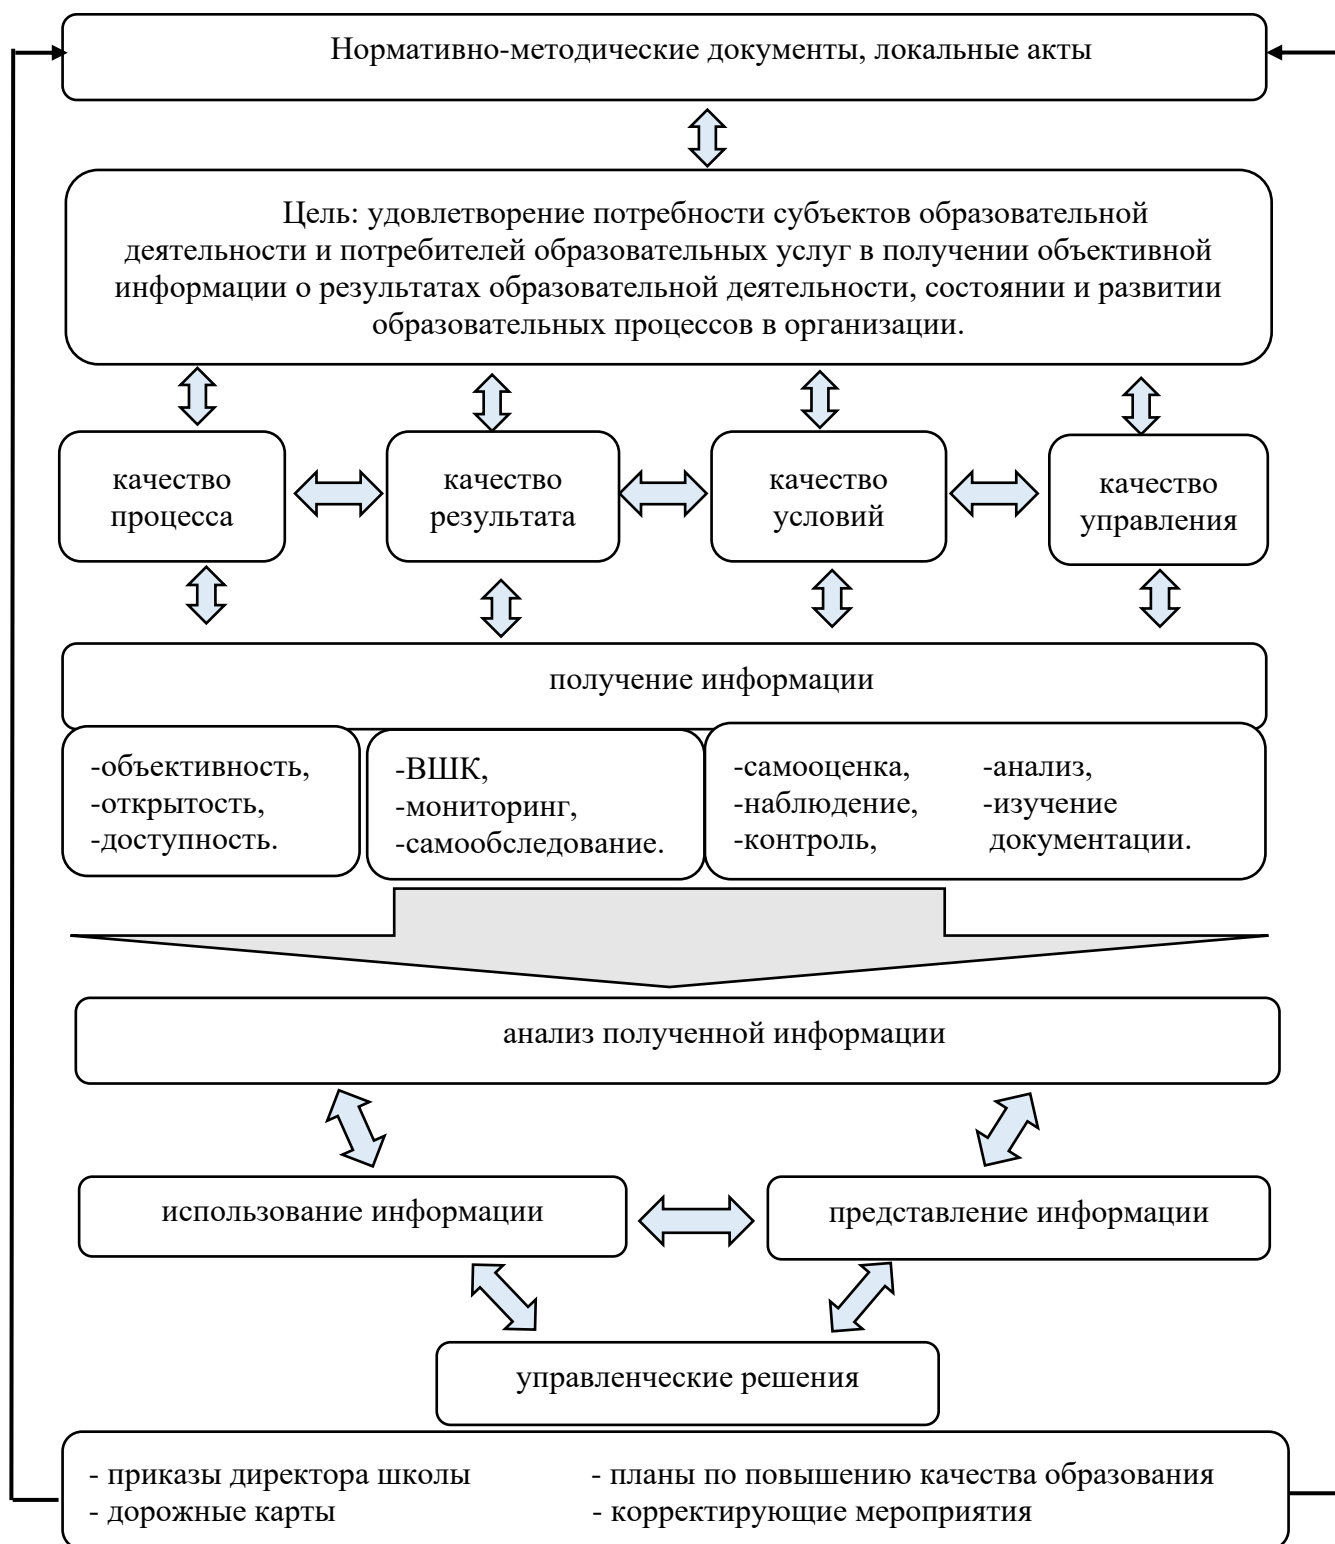 Нормативно-методические документы, локальные акты
Цель: удовлетворение потребности субъектов образовательной
деятельности и потребителей образовательных услуг в получении объективной
информации о результатах образовательной деятельности, состоянии и развитии
образовательных процессов в организации.
качество
процесса
качество
результата
качество
условий
качество
управления
получение информации
-объективность,
-открытость,
-доступность.
-ВШК,
-мониторинг,
-самообследование.
-самооценка,
-наблюдение,
-контроль,
-анализ,
-изучение
документации.
анализ полученной информации
использование информации
представление информации
управленческие решения
- приказы директора школы
- дорожные карты
- планы по повышению качества образования
- корректирующие мероприятия